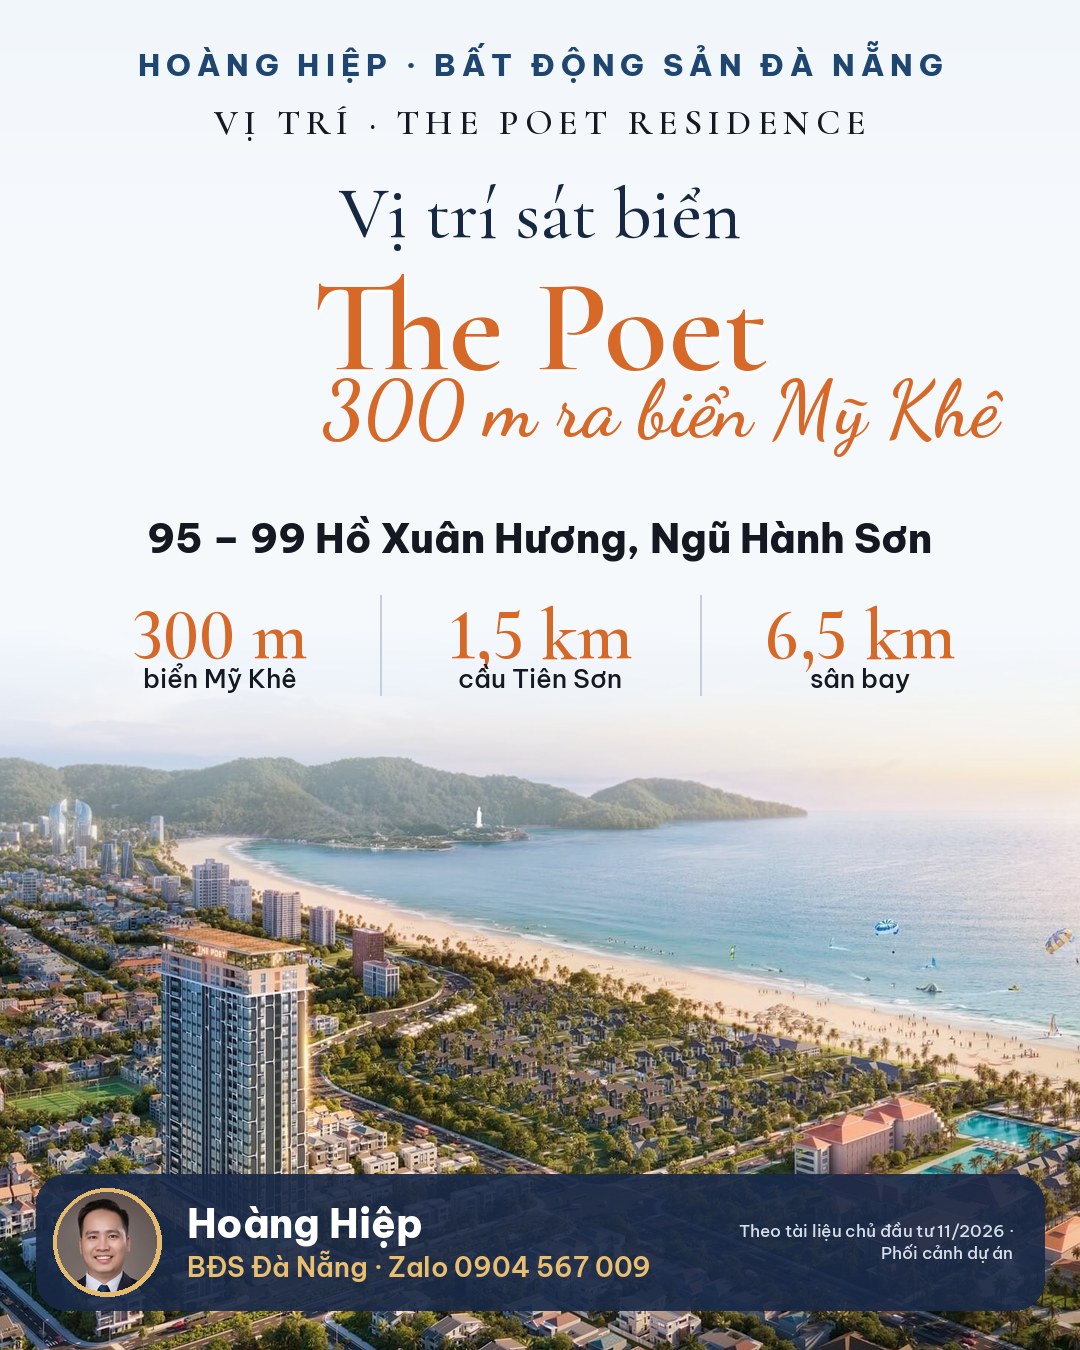 HOÀNG HIỆP · BẤT ĐỘNG SẢN ĐÀ NẴNG
VỊ TRÍ · THE POET RESIDENCE
Vị trí sát biển
The Poet
300 m ra biển Mỹ Khê
95 – 99 Hồ Xuân Hương, Ngũ Hành Sơn
300 m
biển Mỹ Khê
1,5 km
cầu Tiên Sơn
6,5 km
sân bay
THE POET
Hoàng Hiệp
BĐS Đà Nẵng · Zalo 0904 567 009
Theo tài liệu chủ đầu tư 11/2026 ·
Phối cảnh dự án